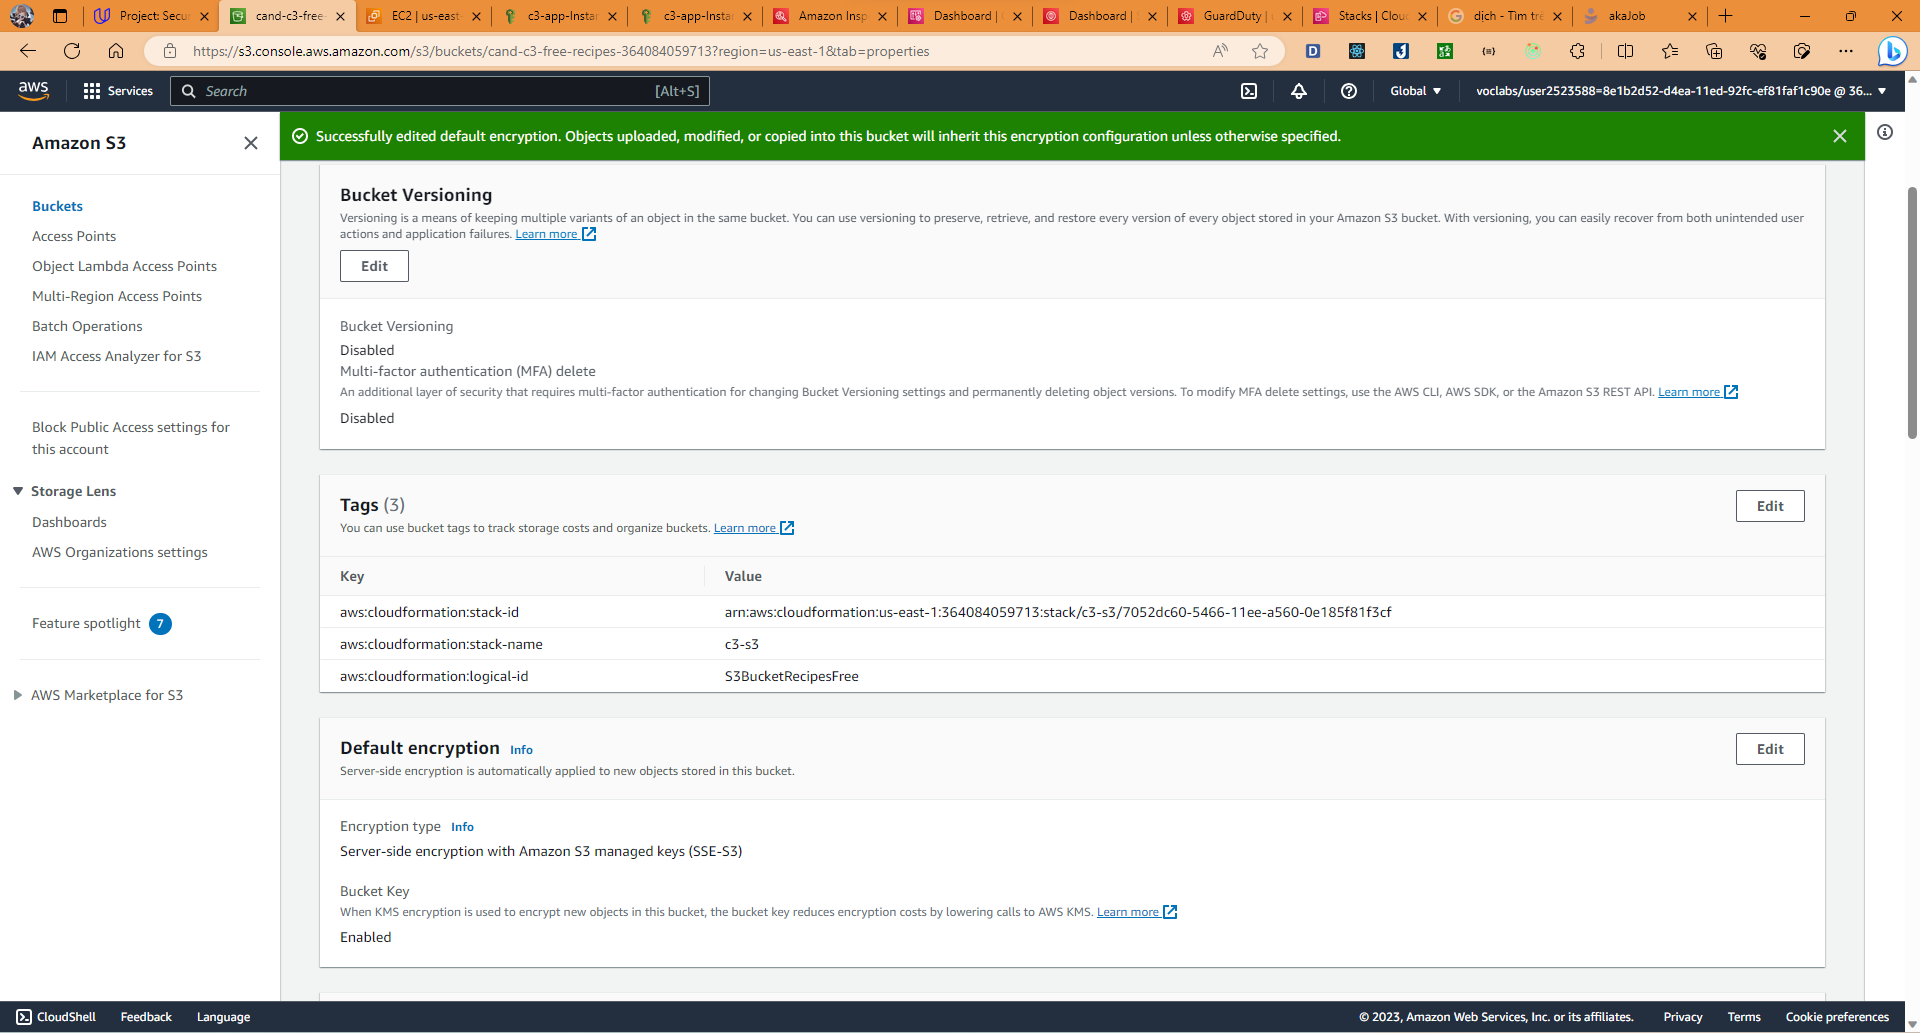 Project: Secu
cand-c3-free-
EC2 | us-east-
c3-app-Instan
c3-app-Instan
Amazon Insp
Dashboard |
Dashboard |
GuardDuty |
Stacks | Clou
dịch - Tìm trê
akaJob
https://s3.console.aws.amazon.com/s3/buckets/cand-c3-free-recipes-364084059713?region=us-east-1&tab=properties
aws
Services
Search
[Alt+S]
Global
voclabs/user2523588=8e1b2d52-d4ea-11ed-92fc-ef81faf1c90e @ 36...
Amazon S3
Successfully edited default encryption. Objects uploaded, modified, or copied into this bucket will inherit this encryption configuration unless otherwise specified.
Buckets
Access Points
Object Lambda Access Points
Multi-Region Access Points
Batch Operations
IAM Access Analyzer for S3
Block Public Access settings for
this account
Storage Lens
Dashboards
AWS Organizations settings
Feature spotlight 7
AWS Marketplace for S3
Bucket Versioning
Versioning is a means of keeping multiple variants of an object in the same bucket. You can use versioning to preserve, retrieve, and restore every version of every object stored in your Amazon S3 bucket. With versioning, you can easily recover from both unintended user
actions and application failures. Learn more
Edit
Bucket Versioning
Disabled
Multi-factor authentication (MFA) delete
An additional layer of security that requires multi-factor authentication for changing Bucket Versioning settings and permanently deleting object versions. To modify MFA delete settings, use the AWS CLI, AWS SDK, or the Amazon S3 REST API. Learn more
Disabled
Tags (3)
Edit
You can use bucket tags to track storage costs and organize buckets. Learn more
Key
Value
aws:cloudformation:stack-id
arn:aws:cloudformation:us-east-1:364084059713:stack/c3-s3/7052dc60-5466-11ee-a560-0e185f81f3cf
aws:cloudformation:stack-name
c3-s3
aws:cloudformation:logical-id
S3BucketRecipesFree
Default encryption Info
Edit
Server-side encryption is automatically applied to new objects stored in this bucket.
Encryption type Info
Server-side encryption with Amazon S3 managed keys (SSE-S3)
Bucket Key
When KMS encryption is used to encrypt new objects in this bucket, the bucket key reduces encryption costs by lowering calls to AWS KMS. Learn more
Enabled
CloudShell
Feedback
Language
© 2023, Amazon Web Services, Inc. or its affiliates.
Privacy
Terms
Cookie preferences